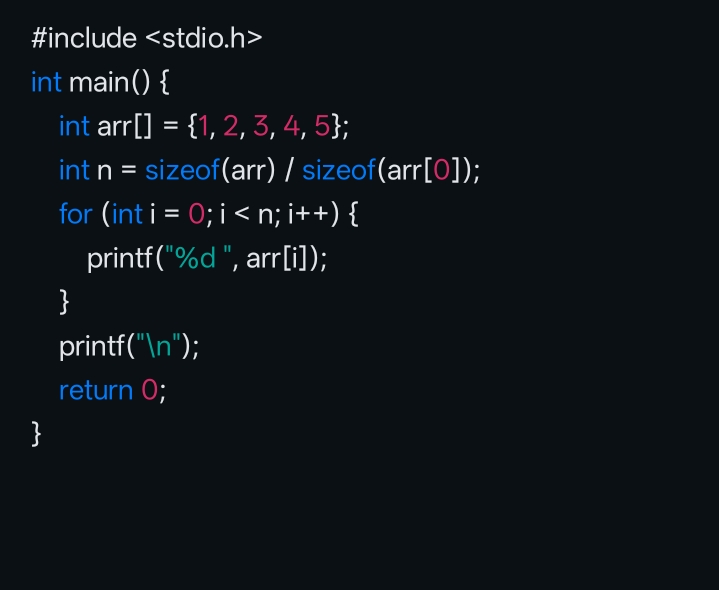 #include <stdio.h>
int main() {
    int arr[] = {1, 2, 3, 4, 5};
    int n = sizeof(arr) / sizeof(arr[0]);
    for (int i = 0; i < n; i++) {
        printf("%d ", arr[i]);
    }
    printf("\n");
    return 0;
}